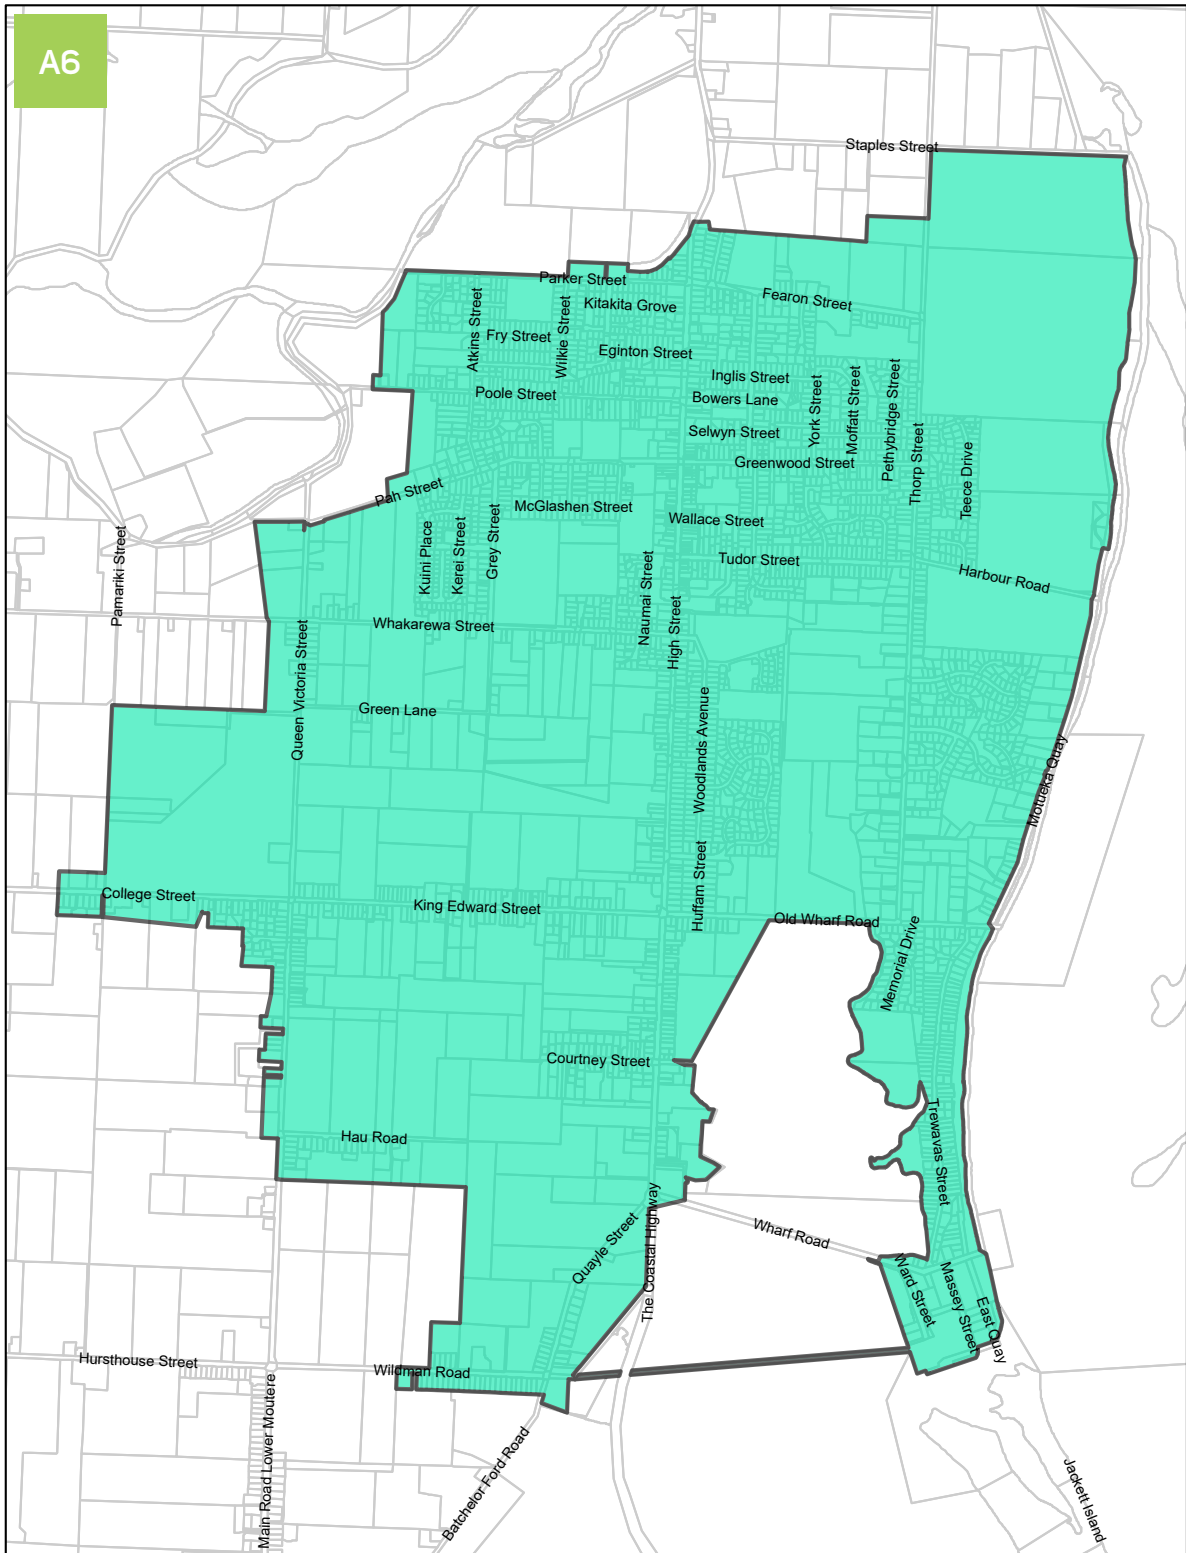 A6
Staples Street
Parker Street
Kitakita Grove
Fearon Street
Atkins Street
Fry Street
Wilkie Street
Eginton Street
Inglis Street
Poole Street
Bowers Lane
York Street
Moffatt Street
Pethybridge Street
Selwyn Street
Thorp Street
Teece Drive
Greenwood Street
Pah Street
McGlashen Street
Wallace Street
Pamariki Street
Kuini Place
Kerei Street
Grey Street
Naumai Street
Tudor Street
Harbour Road
Whakarewa Street
High Street
Queen Victoria Street
Green Lane
Woodlands Avenue
Motueka Quay
College Street
King Edward Street
Huffam Street
Old Wharf Road
Memorial Drive
Courtney Street
Hau Road
Trewavas Street
Quayle Street
The Coastal Highway
Wharf Road
Ward Street
Massey Street
East Quay
Hursthouse Street
Wildman Road
Main Road Lower Moutere
Batchelor Ford Road
Jackett Island